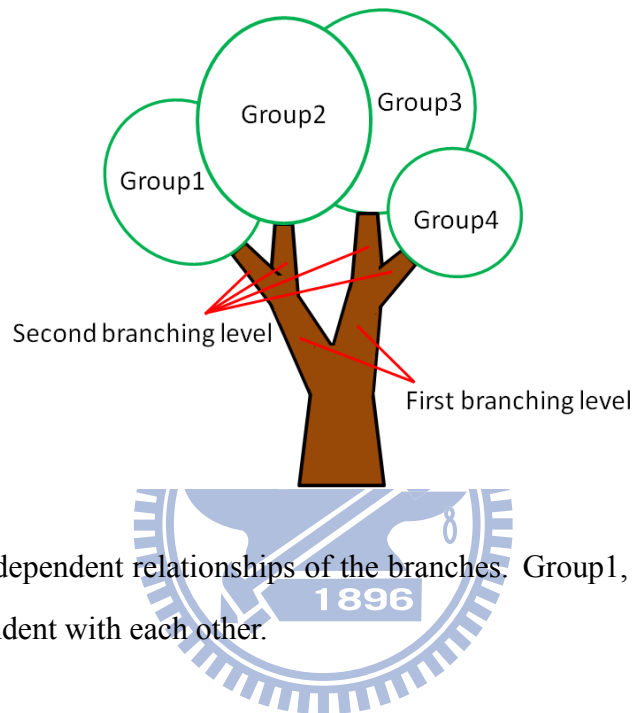 Group3
Group2
Group1
Group4
Second branching level
First branching level
dependent relationships of the branches. Group1,
dent with each other.
1896